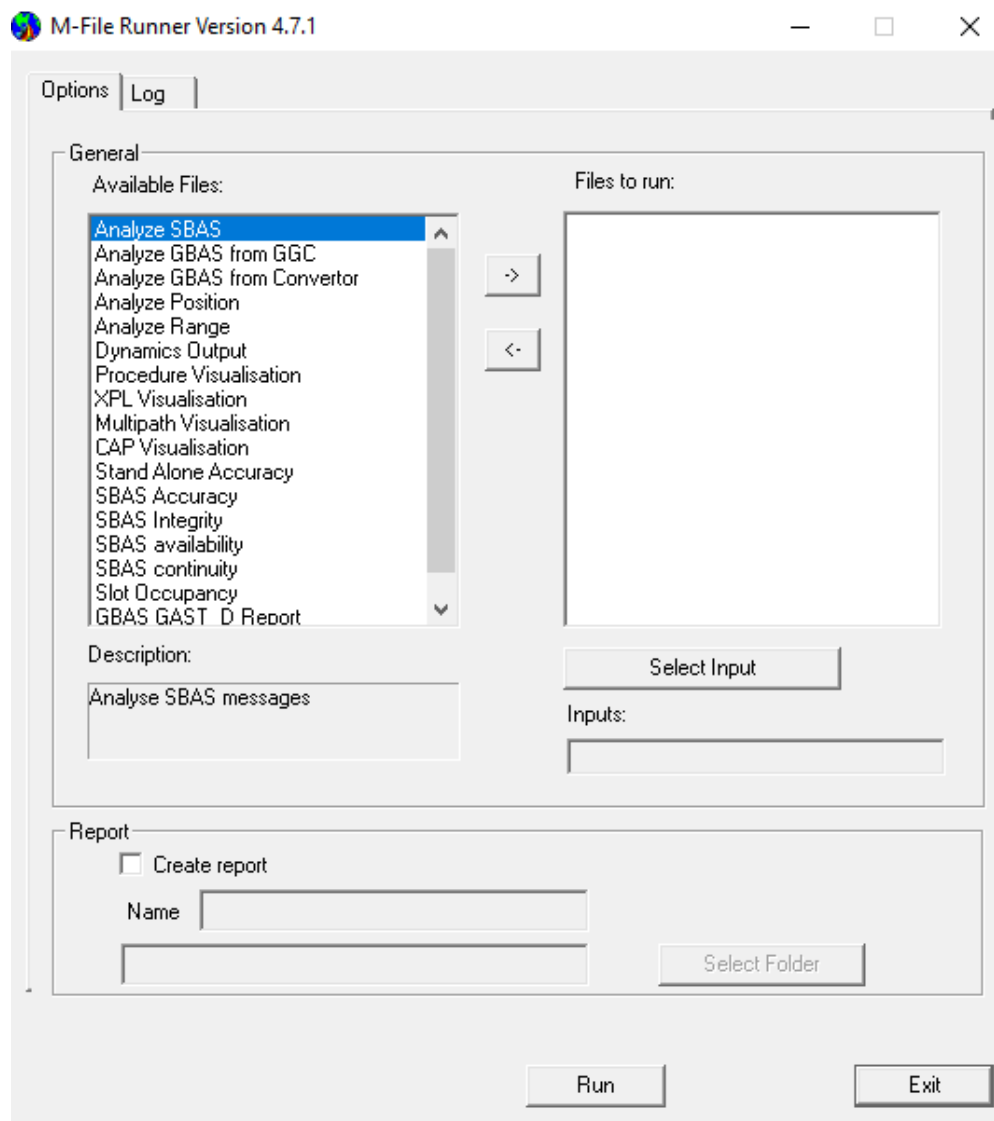 M-File Runner Version 4.7.1
Options
Log
General
Available Files:
Files to run:
Analyze SBAS
Analyze GBAS from GGC
Analyze GBAS from Convertor
Analyze Position
Analyze Range
Dynamics Output
Procedure Visualisation
XPL Visualisation
Multipath Visualisation
CAP Visualisation
Stand Alone Accuracy
SBAS Accuracy
SBAS Integrity
SBAS availability
SBAS continuity
Slot Occupancy
GBAS GAST_D Report
->
<-
Description:
Analyse SBAS messages
Select Input
Inputs:
Report
Create report
Name
Select Folder
Run
Exit